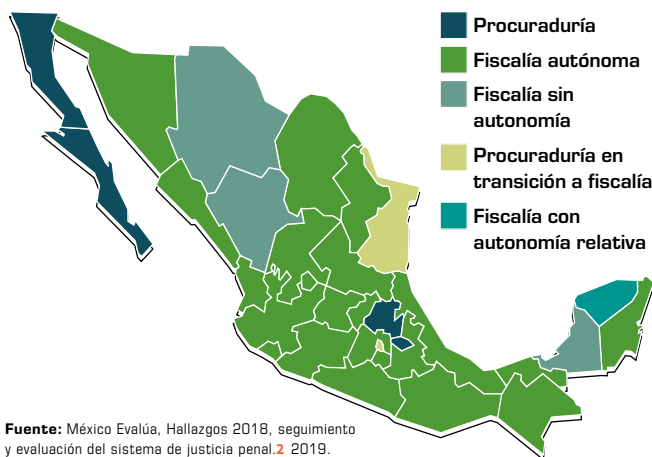 Procuraduría
Fiscalía autónoma
Fiscalía sin
autonomía
Procuraduría en
transición a fiscalía
Fiscalía con
autonomía relativa
Fuente: México Evalúa, Hallazgos 2018, seguimiento
y evaluación del sistema de justicia penal.2 2019.